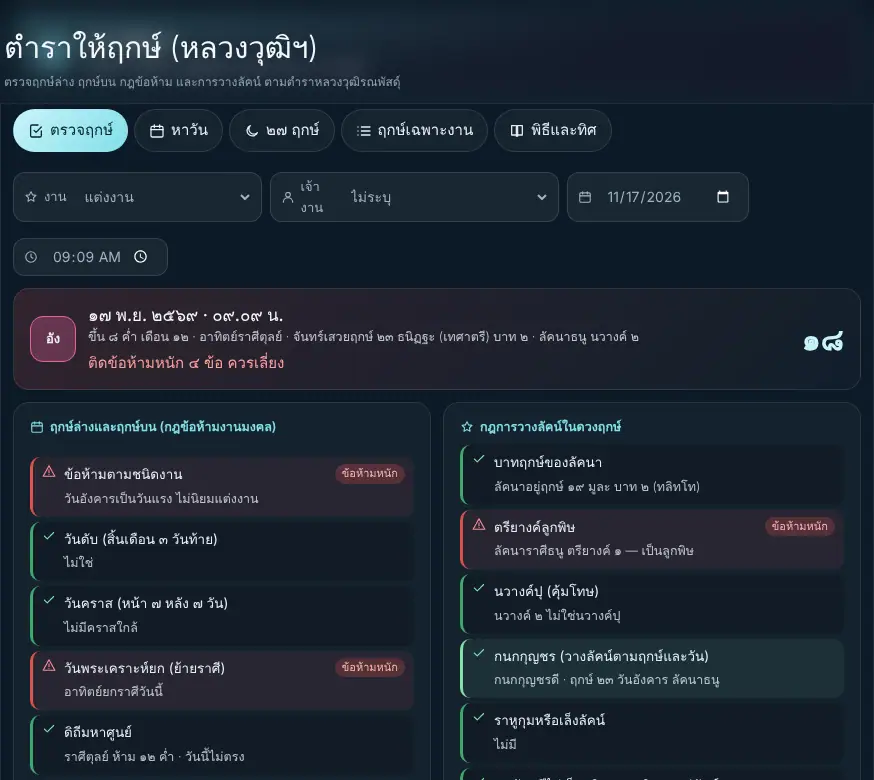 ตำราให้ฤกษ์ (หลวงวุฒิฯ)
ตรวจฤกษ์ล่าง ฤกษ์บน กฎข้อห้าม และการวางลัคน์ ตามตำราหลวงวุฒิรณพัสดุ์
ตรวจฤกษ์ หาวัน ๒๗ ฤกษ์ ฤกษ์เฉพาะงาน พิธีและทิศ
งาน แต่งงาน
เจ้า
งาน
ไม่ระบุ
11/17/2026
09:09 AM
อัง
๑๗ พ.ย. ๒๕๖๙ · ๐๙.๐๙ น.
ขึ้น ๘ ค่ำ เดือน ๑๒ · อาทิตย์ราศีตุลย์ · จันทร์เสวยฤกษ์ ๒๓ ธนิฏฐะ (เทศาตรี) บาท ๒ · ลัคนาธนู นวางค์ ๒
ติดข้อห้ามหนัก ๔ ข้อ ควรเลี่ยง
๑๘
ฤกษ์ล่างและฤกษ์บน (กฎข้อห้ามงานมงคล)
ข้อห้ามตามชนิดงาน ข้อห้ามหนัก
วันอังคารเป็นวันแรง ไม่นิยมแต่งงาน
วันดับ (สิ้นเดือน ๓ วันท้าย)
ไม่ใช่
วันคราส (หน้า ๗ หลัง ๗ วัน)
ไม่มีคราสใกล้
วันพระเคราะห์ยก (ย้ายราศี) ข้อห้ามหนัก
อาทิตย์ยกราศีวันนี้
ดิถีมหาศูนย์
ราศีตุลย์ ห้าม ๑๒ ค่ำ · วันนี้ไม่ตรง
กฎการวางลัคน์ในดวงฤกษ์
บาทฤกษ์ของลัคนา
ลัคนาอยู่ฤกษ์ ๑๙ มูละ บาท ๒ (ทลิทโท)
ตรียางค์ลูกพิษ ข้อห้ามหนัก
ลัคนาราศีธนู ตรียางค์ ๑ — เป็นลูกพิษ
นวางค์ปุ (คุ้มโทษ)
นวางค์ ๒ ไม่ใช่นวางค์ปุ
กนกกุญชร (วางลัคน์ตามฤกษ์และวัน)
กนกกุญชรดี · ฤกษ์ ๒๓ วันอังคาร ลัคนาธนู
ราหูกุมหรือเล็งลัคน์
ไม่มี